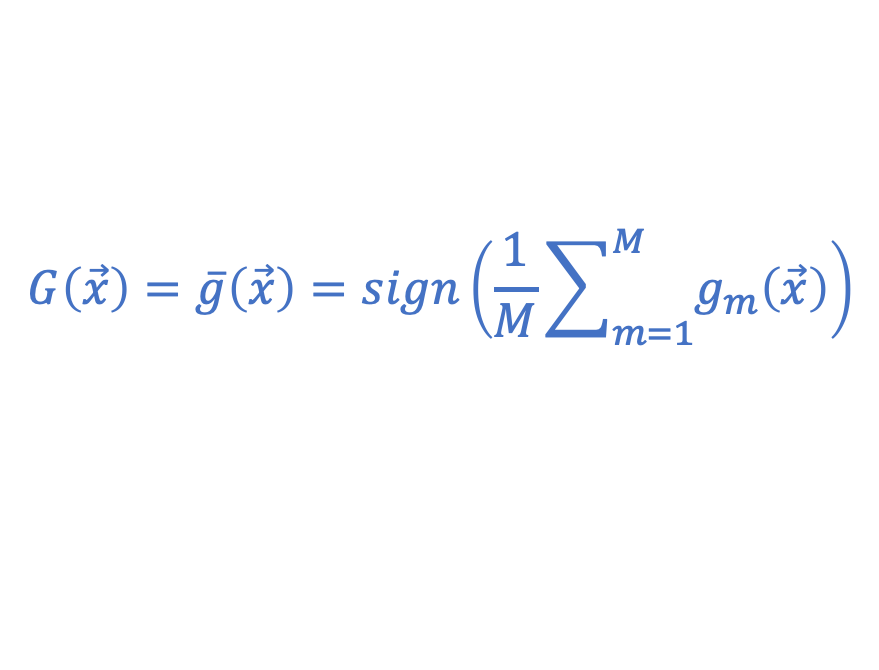 G(x⃗) = ḡ(x⃗) = sign(1/M ∑_{m=1}^{M} g_m(x⃗))